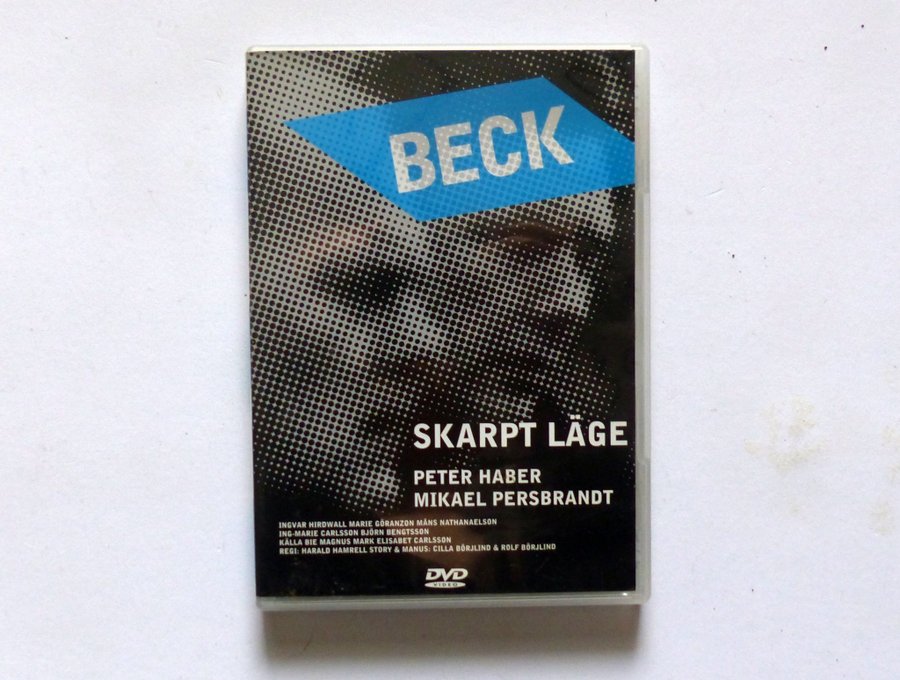 BECK
SKARPT LÄGE
PETER HABER
MIKAEL PERSBRANDT
INGVAR HIRDWALL MARIE GÖRANZON MÅNS NATHANAELSON
ING-MARIE CARLSSON BJÖRN BENGTSSON
KÄLLA BIE MAGNUS MARK ELISABET CARLSSON
REGI: HARALD HAMRELL STORY & MANUS: CILLA BÖRJLIND & ROLF BÖRJLIND
DVD
VIDEO